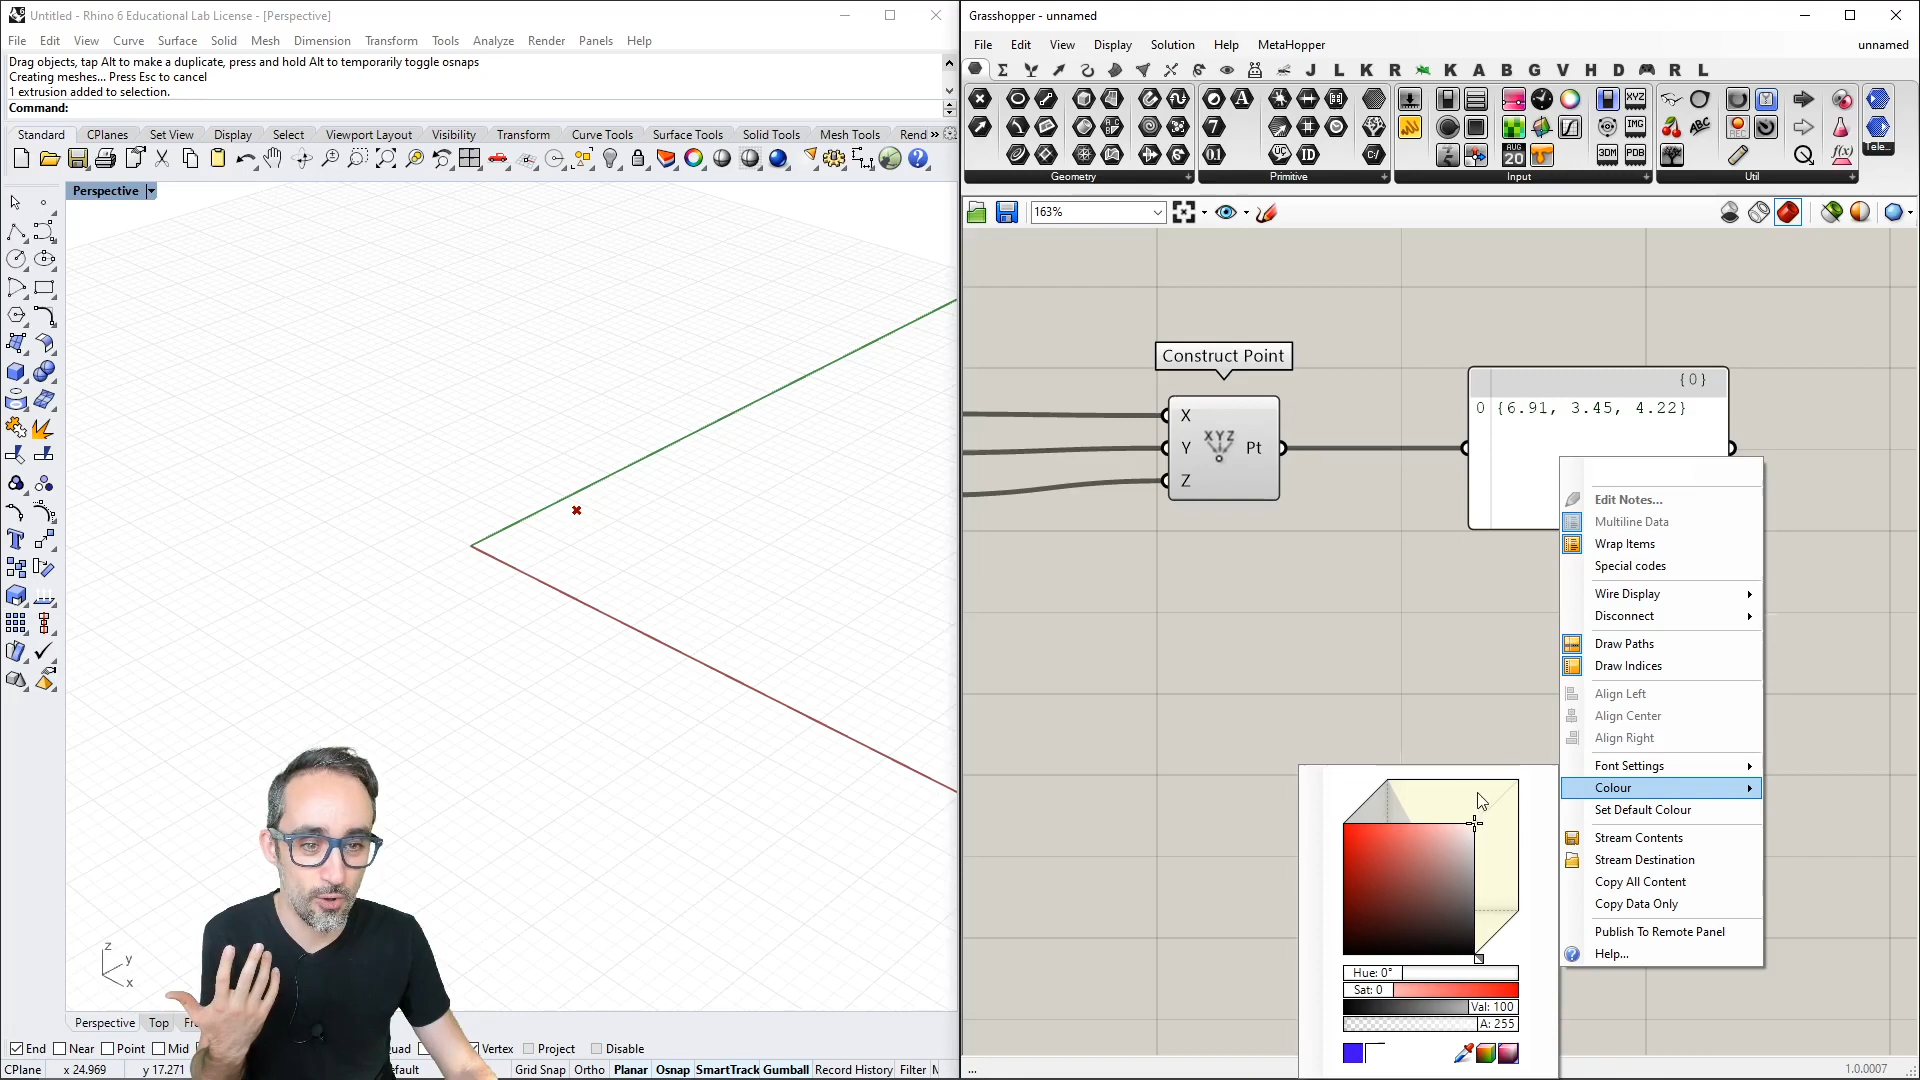 Untitled - Rhino 6 Educational Lab License - [Perspective]
File Edit View Curve Surface Solid Mesh Dimension Transform Tools Analyze Render Panels Help
Drag objects, tap Alt to make a duplicate, press and hold Alt to temporarily toggle osnaps
Creating meshes... Press Esc to cancel
1 extrusion added to selection.
Command:
Standard CPlanes Set View Display Select Viewport Layout Visibility Transform Curve Tools Surface Tools Solid Tools Mesh Tools Rend »
Perspective
z
y
x
Perspective Top
End Near Point Mid Vertex Project Disable
CPlane x 24.969 y 17.271 Grid Snap Ortho Planar Osnap SmartTrack Gumball Record History Filter
Grasshopper - unnamed
File Edit View Display Solution Help MetaHopper unnamed
J L K R K A B G V H D R L
Geometry Primitive Input Util
163%
Construct Point
X
Y XYZ Pt
Z
{0}
0 {6.91, 3.45, 4.22}
Edit Notes...
Multiline Data
Wrap Items
Special codes
Wire Display
Disconnect
Draw Paths
Draw Indices
Align Left
Align Center
Align Right
Font Settings
Colour
Set Default Colour
Stream Contents
Stream Destination
Copy All Content
Copy Data Only
Publish To Remote Panel
Help...
Hue: 0°
Sat: 0
Val: 100
A: 255
...
1.0.0007